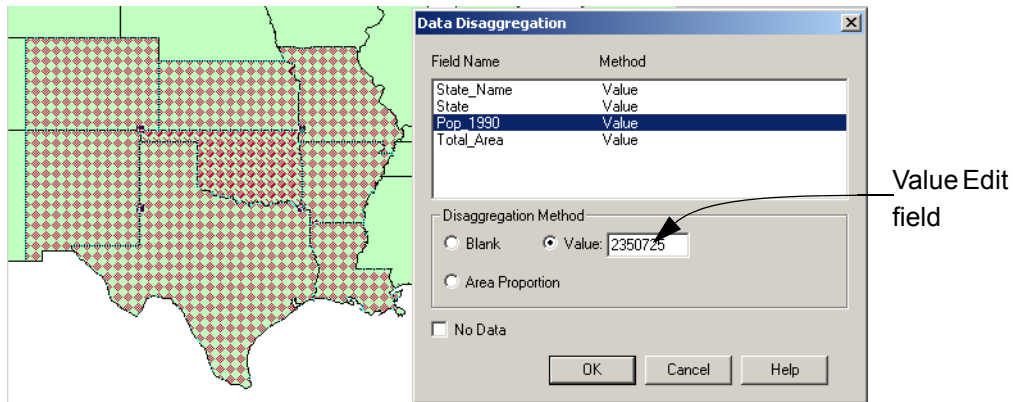 Data Disaggregation
Field Name Method
State_Name Value
State Value
Pop_1990 Value
Total_Area Value
Disaggregation Method
Blank Value: 2350725
Area Proportion
No Data
OK Cancel Help
Value Edit
field